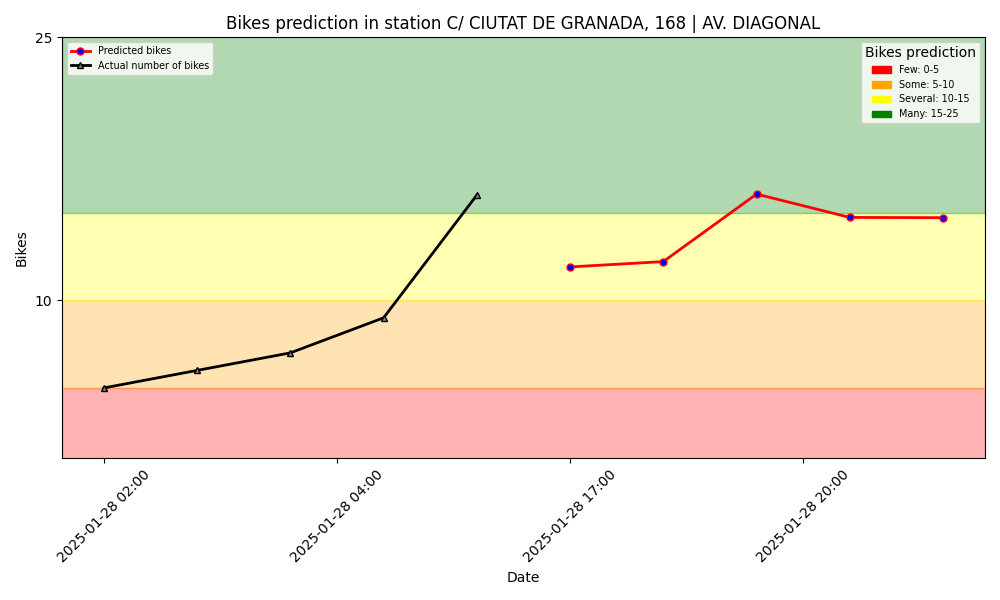 Bikes prediction in station C/ CIUTAT DE GRANADA, 168 | AV. DIAGONAL
25
10
Bikes
Predicted bikes
Actual number of bikes
Bikes prediction
Few: 0-5
Some: 5-10
Several: 10-15
Many: 15-25
2025-01-28 02:00
2025-01-28 04:00
2025-01-28 17:00
2025-01-28 20:00
Date